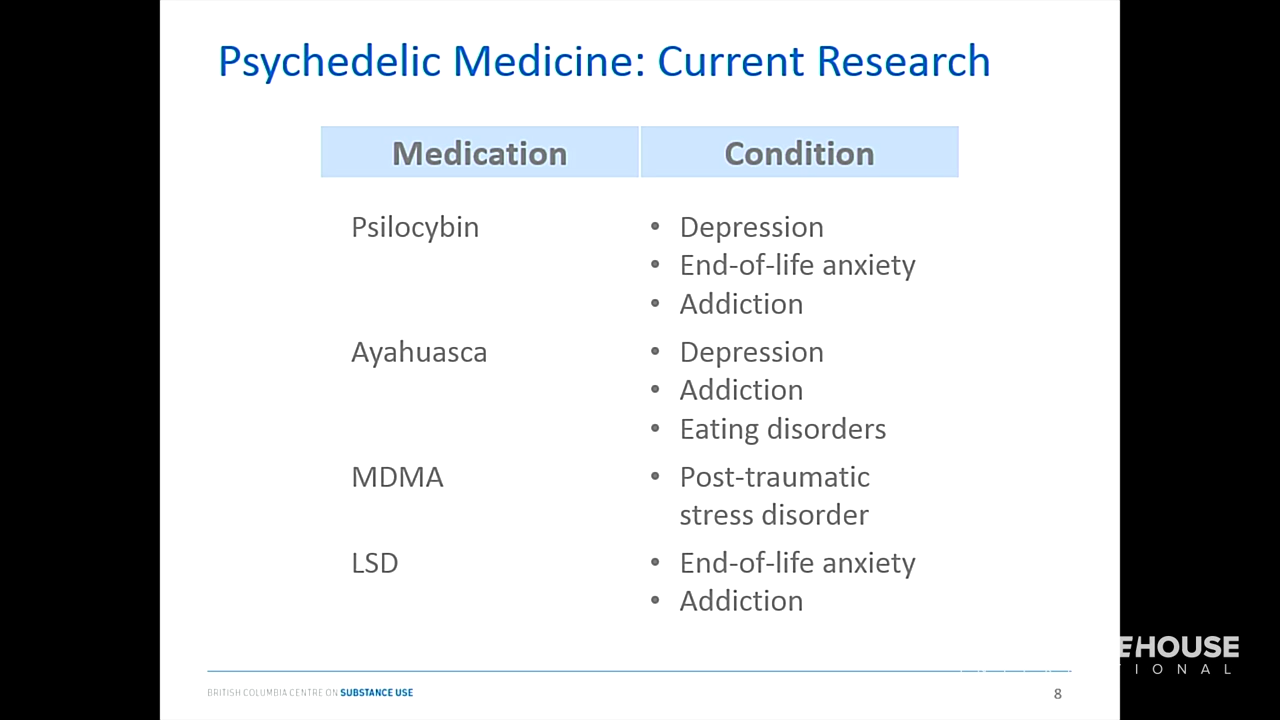 Psychedelic Medicine: Current Research
Medication Condition
Psilocybin • Depression
• End-of-life anxiety
• Addiction
Ayahuasca • Depression
• Addiction
• Eating disorders
MDMA • Post-traumatic
stress disorder
LSD • End-of-life anxiety
• Addiction
BRITISH COLUMBIA CENTRE ON SUBSTANCE USE
8